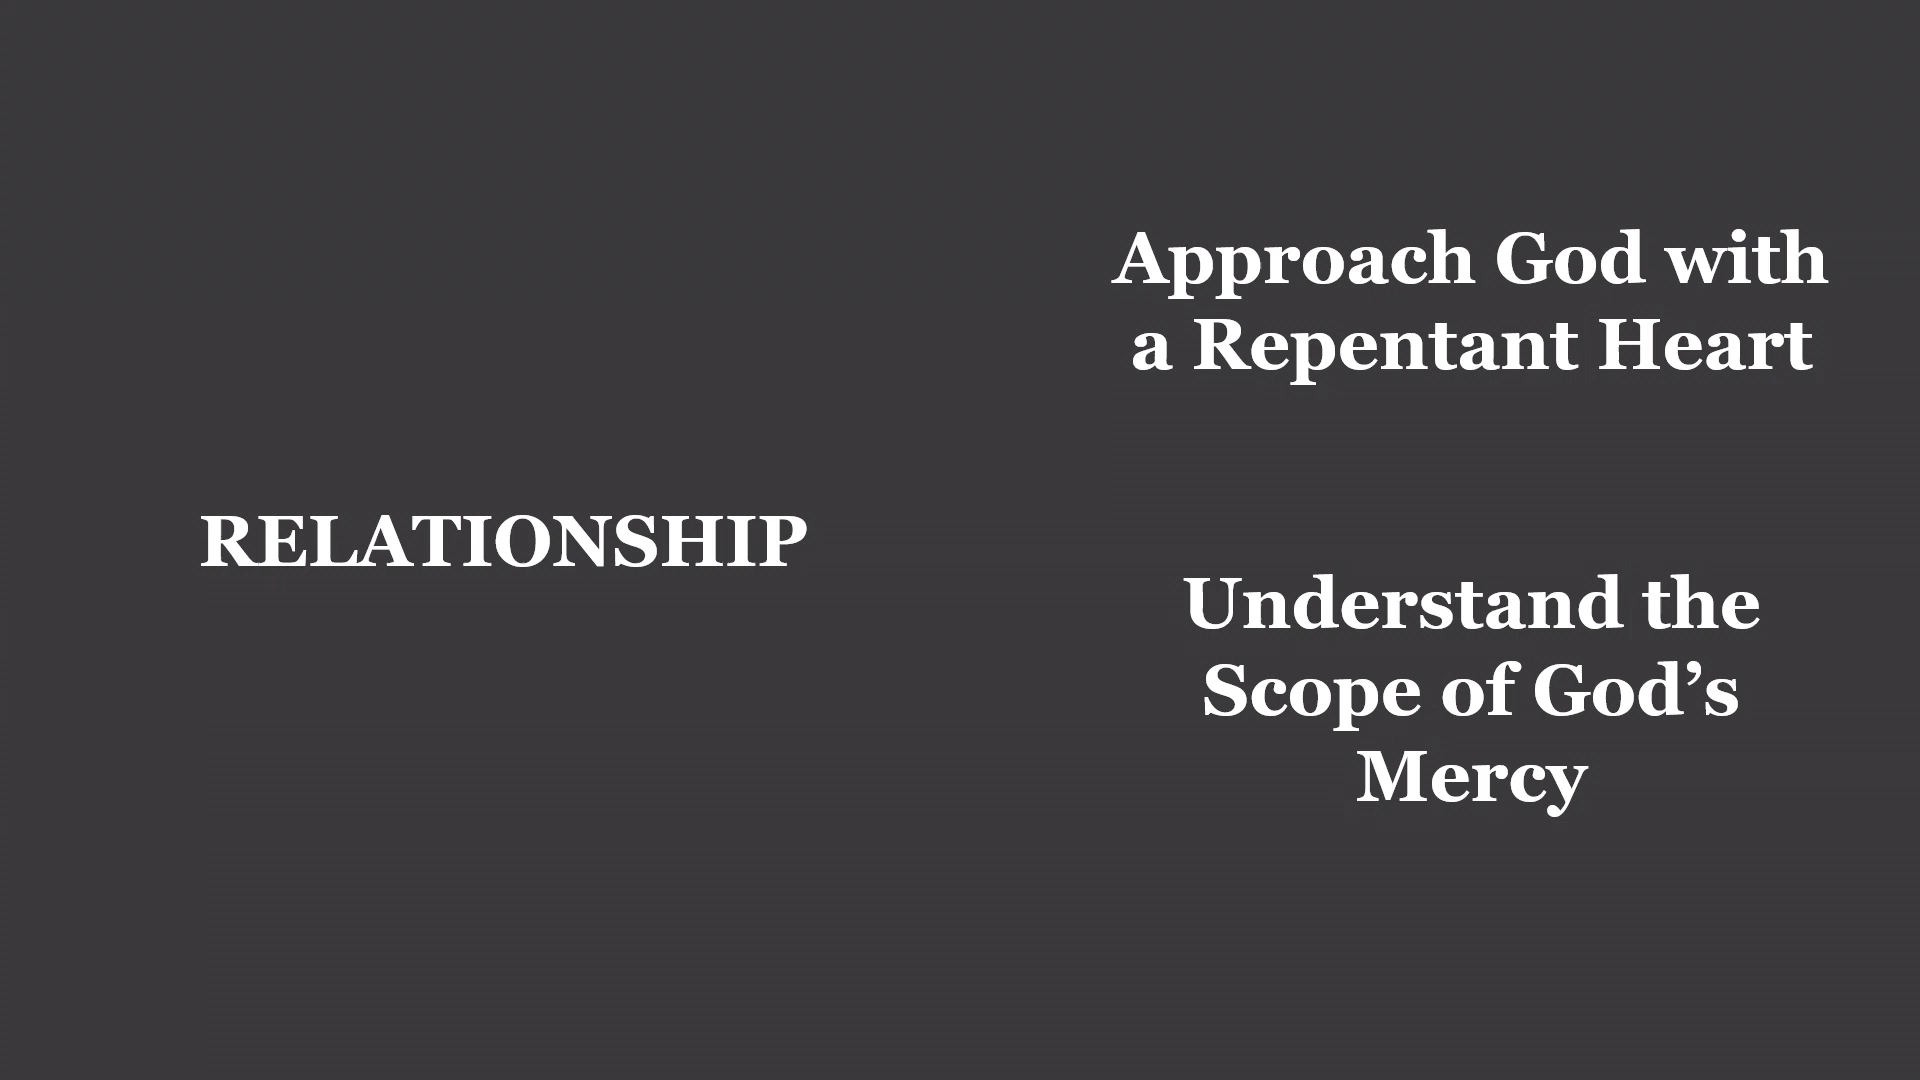 RELATIONSHIP
Approach God with
a Repentant Heart
Understand the
Scope of God’s
Mercy